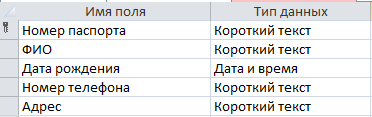 Имя поля Тип данных
Номер паспорта Короткий текст
ФИО Короткий текст
Дата рождения Дата и время
Номер телефона Короткий текст
Адрес Короткий текст